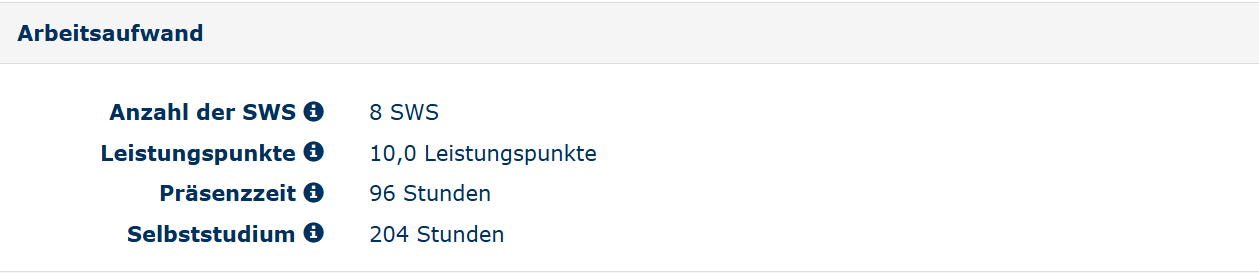 Arbeitsaufwand
Anzahl der SWS 8 SWS
Leistungspunkte 10,0 Leistungspunkte
Präsenzzeit 96 Stunden
Selbststudium 204 Stunden